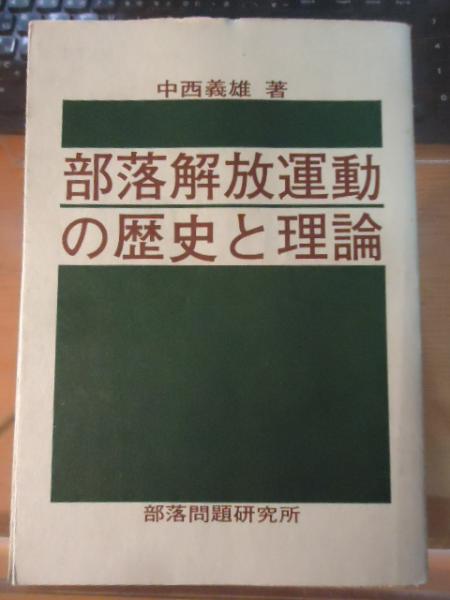 中西義雄 著
部落解放運動
の歴史と理論
部落問題研究所